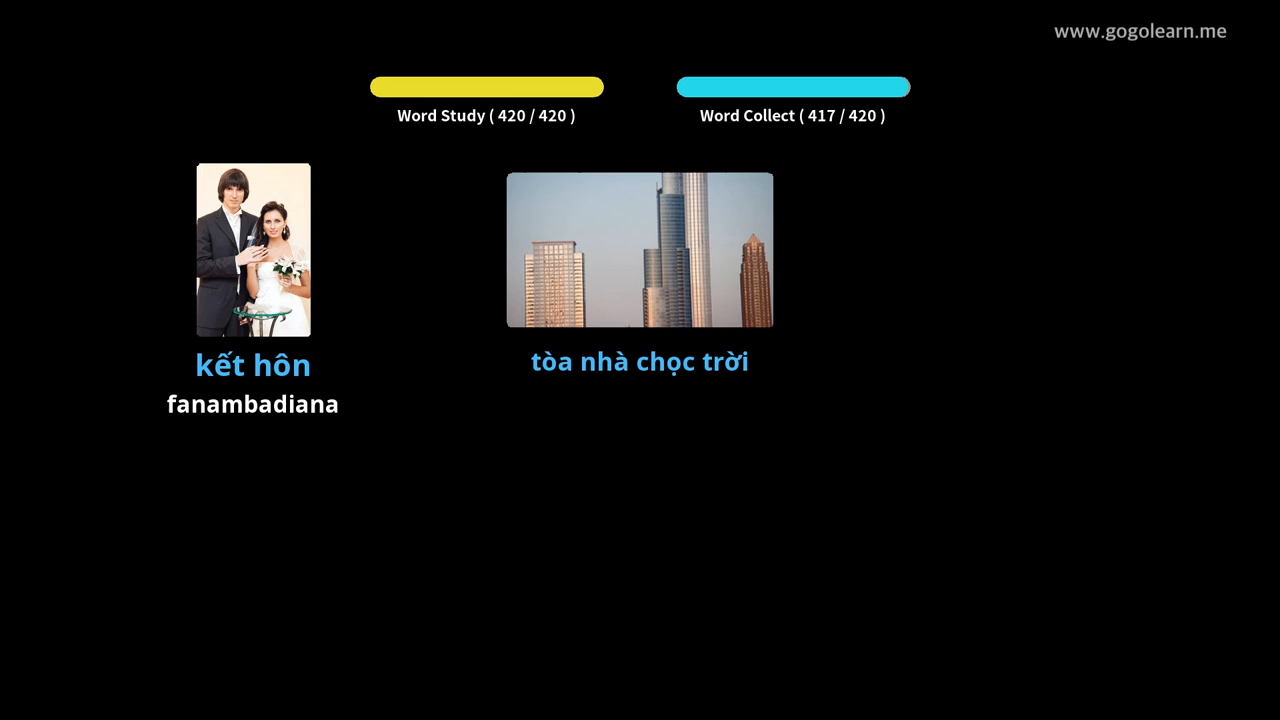 www.gogolearn.me
Word Study ( 420 / 420 )
Word Collect ( 417 / 420 )
kết hôn
fanambadiana
tòa nhà chọc trời